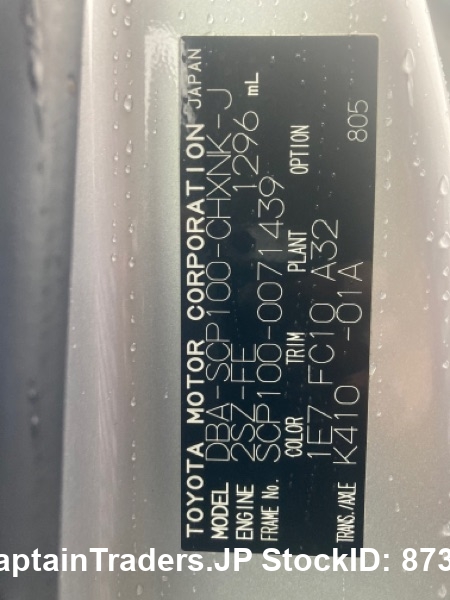 TOYOTA MOTOR CORPORATION JAPAN
MODEL DBA-SCP100-CHXNK-J
ENGINE 2SZ-FE 1296 mL
FRAME No. SCP100-0071439
COLOR TRIM PLANT OPTION
1E7 FC10 A32
TRANS./AXLE K410 -01A 805
aptainTraders.JP StockID: 873